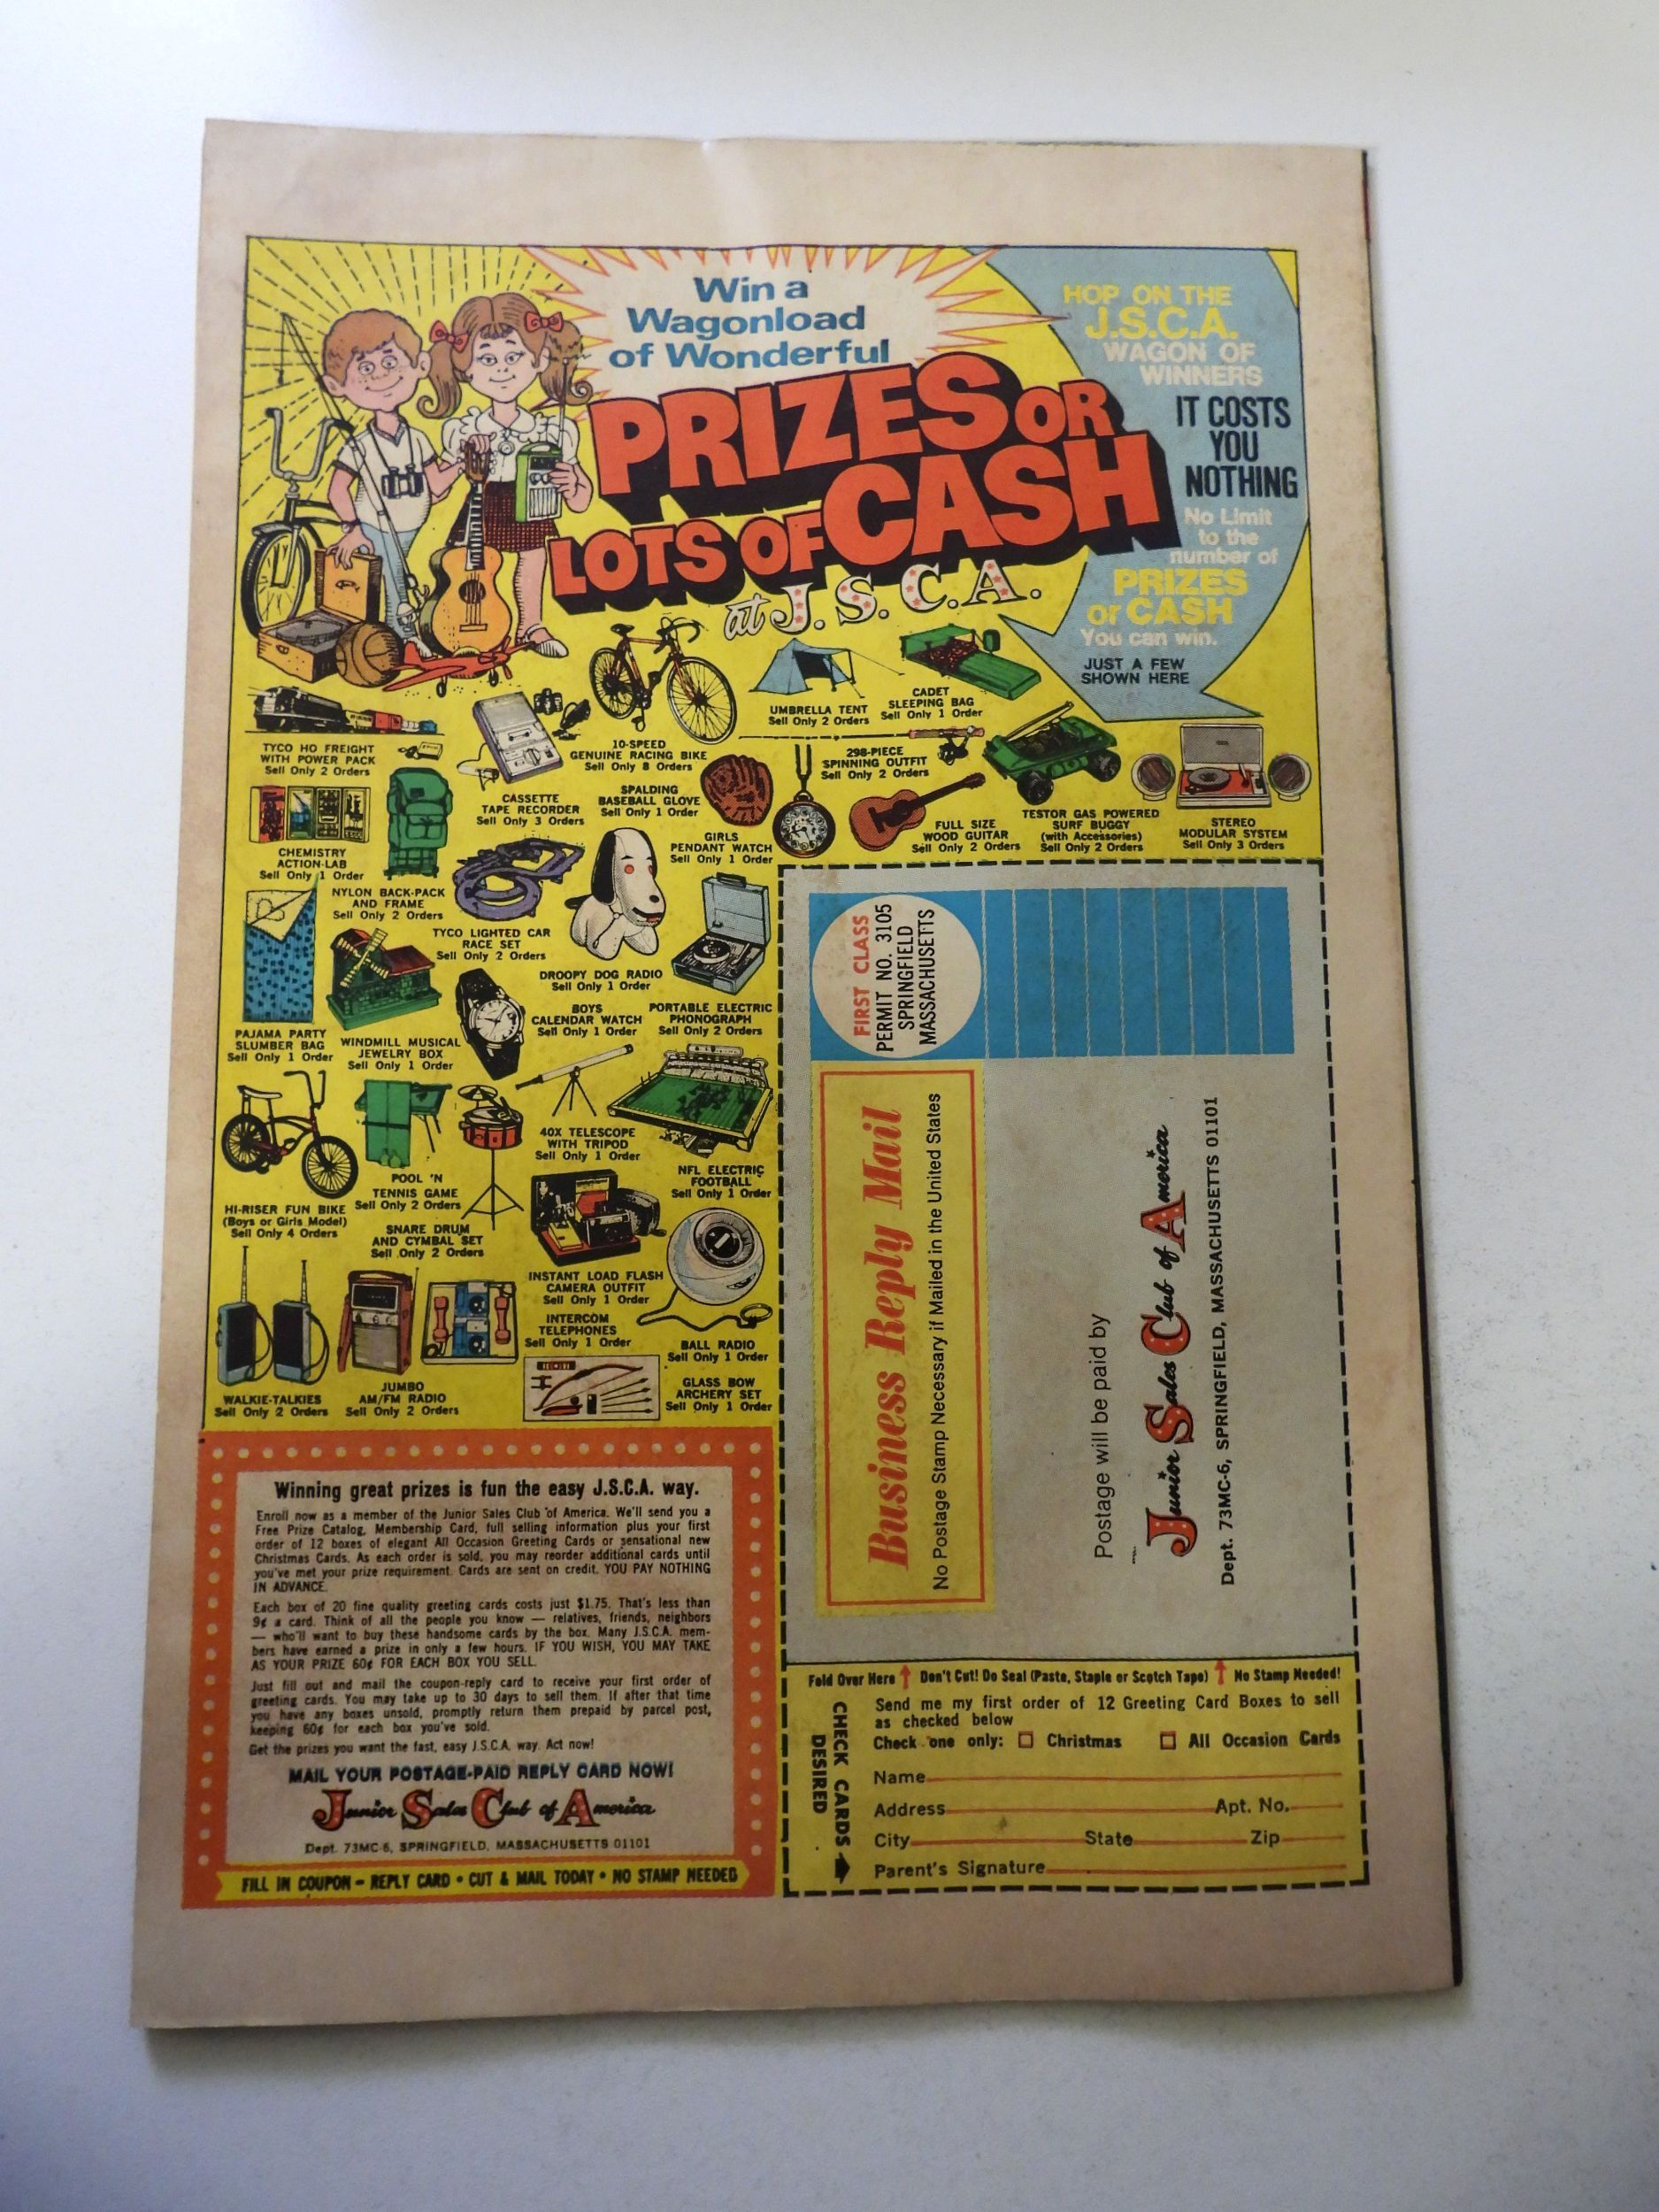 Win a
Wagonload
of Wonderful
PRIZES OR
LOTS OF CASH
at J.S.C.A.
HOP ON THE
J.S.C.A.
WAGON OF
WINNERS
IT COSTS
YOU
NOTHING
No Limit
to the
number of
PRIZES
or CASH
You can win.
JUST A FEW
SHOWN HERE
TYCO HO FREIGHT
WITH POWER PACK
Sell Only 2 Orders
CASSETTE
TAPE RECORDER
Sell Only 3 Orders
10-SPEED
GENUINE RACING BIKE
Sell Only 8 Orders
UMBRELLA TENT
Sell Only 2 Orders
CADET
SLEEPING BAG
Sell Only 1 Order
SPALDING
BASEBALL GLOVE
Sell Only 1 Order
298-PIECE
SPINNING OUTFIT
Sell Only 2 Orders
GIRLS
PENDANT WATCH
Sell Only 1 Order
FULL SIZE
WOOD GUITAR
Sell Only 2 Orders
TESTOR GAS POWERED
SURF BUGGY
(with Accessories)
Sell Only 2 Orders
STEREO
MODULAR SYSTEM
Sell Only 3 Orders
CHEMISTRY
ACTION-LAB
Sell Only 1 Order
NYLON BACK-PACK
AND FRAME
Sell Only 2 Orders
TYCO LIGHTED CAR
RACE SET
Sell Only 2 Orders
DROOPY DOG RADIO
Sell Only 1 Order
PAJAMA PARTY
SLUMBER BAG
Sell Only 1 Order
WINDMILL MUSICAL
JEWELRY BOX
Sell Only 1 Order
BOYS
CALENDAR WATCH
Sell Only 1 Order
PORTABLE ELECTRIC
PHONOGRAPH
Sell Only 2 Orders
HI-RISER FUN BIKE
(Boys or Girls Model)
Sell Only 4 Orders
POOL 'N
TENNIS GAME
Sell Only 2 Orders
SNARE DRUM
AND CYMBAL SET
Sell Only 2 Orders
40X TELESCOPE
WITH TRIPOD
Sell Only 1 Order
NFL ELECTRIC
FOOTBALL
Sell Only 1 Order
INSTANT LOAD FLASH
CAMERA OUTFIT
Sell Only 1 Order
INTERCOM
TELEPHONES
Sell Only 1 Order
BALL RADIO
Sell Only 1 Order
WALKIE-TALKIES
Sell Only 2 Orders
JUMBO
AM/FM RADIO
Sell Only 2 Orders
GLASS BOW
ARCHERY SET
Sell Only 1 Order
Winning great prizes is fun the easy J.S.C.A. way.
Enroll now as a member of the Junior Sales Club of America. We'll send you a
Free Prize Catalog, Membership Card, full selling information plus your first
order of 12 boxes of elegant All Occasion Greeting Cards or sensational new
Christmas Cards. As each order is sold, you may reorder additional cards until
you've met your prize requirement. Cards are sent on credit. YOU PAY NOTHING
IN ADVANCE.
Each box of 20 fine quality greeting cards costs just $1.75. That's less than
9¢ a card. Think of all the people you know — relatives, friends, neighbors
— who'll want to buy these handsome cards by the box. Many J.S.C.A. mem-
bers have earned a prize in only a few hours. IF YOU WISH, YOU MAY TAKE
AS YOUR PRIZE 60¢ FOR EACH BOX YOU SELL.
Just fill out and mail the coupon-reply card to receive your first order of
greeting cards. You may take up to 30 days to sell them. If after that time
you have any boxes unsold, promptly return them prepaid by parcel post,
keeping 60¢ for each box you've sold.
Get the prizes you want the fast, easy J.S.C.A. way. Act now!
MAIL YOUR POSTAGE-PAID REPLY CARD NOW!
Junior Sales Club of America
Dept. 73MC-6, SPRINGFIELD, MASSACHUSETTS 01101
FILL IN COUPON - REPLY CARD • CUT & MAIL TODAY • NO STAMP NEEDED
FIRST CLASS
PERMIT NO. 3105
SPRINGFIELD
MASSACHUSETTS
Business Reply Mail
No Postage Stamp Necessary if Mailed in the United States
Postage will be paid by
Junior Sales Club of America
Dept. 73MC-6, SPRINGFIELD, MASSACHUSETTS 01101
Fold Over Here ↑ Don't Cut! Do Seal (Paste, Staple or Scotch Tape) ↑ No Stamp Needed!
CHECK CARDS
DESIRED
Send me my first order of 12 Greeting Card Boxes to sell
as checked below
Check one only: ☐ Christmas ☐ All Occasion Cards
Name
Address Apt. No.
City State Zip
Parent's Signature